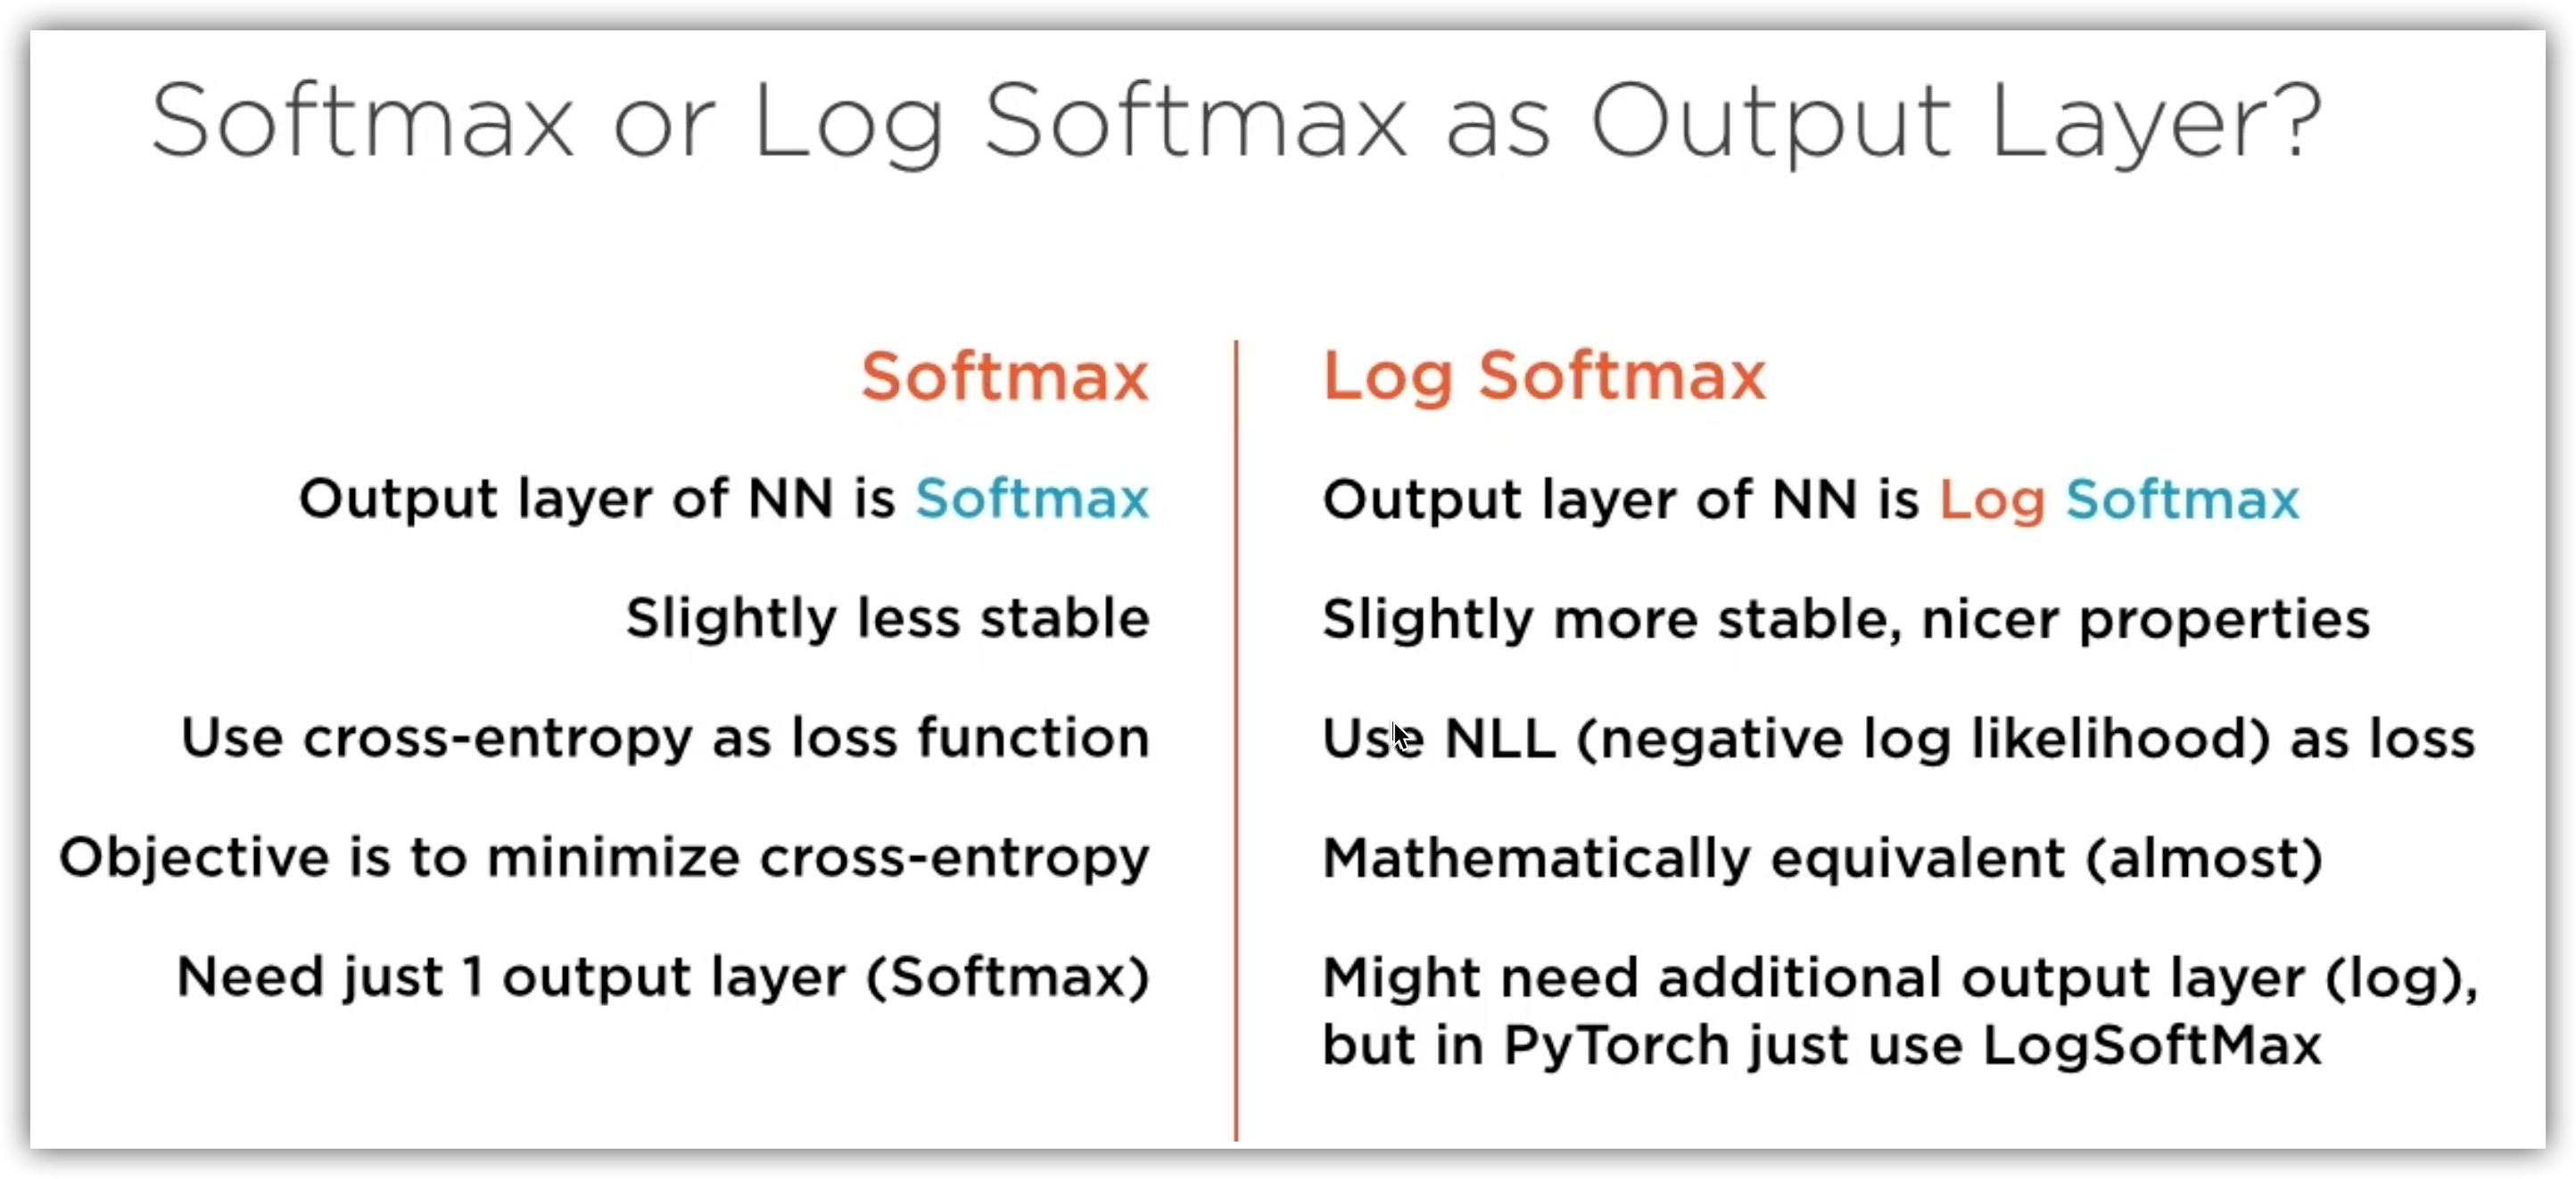 Softmax or Log Softmax as Output Layer?
Softmax
Output layer of NN is Softmax
Slightly less stable
Use cross-entropy as loss function
Objective is to minimize cross-entropy
Need just 1 output layer (Softmax)
Log Softmax
Output layer of NN is Log Softmax
Slightly more stable, nicer properties
Use NLL (negative log likelihood) as loss
Mathematically equivalent (almost)
Might need additional output layer (log),
but in PyTorch just use LogSoftMax